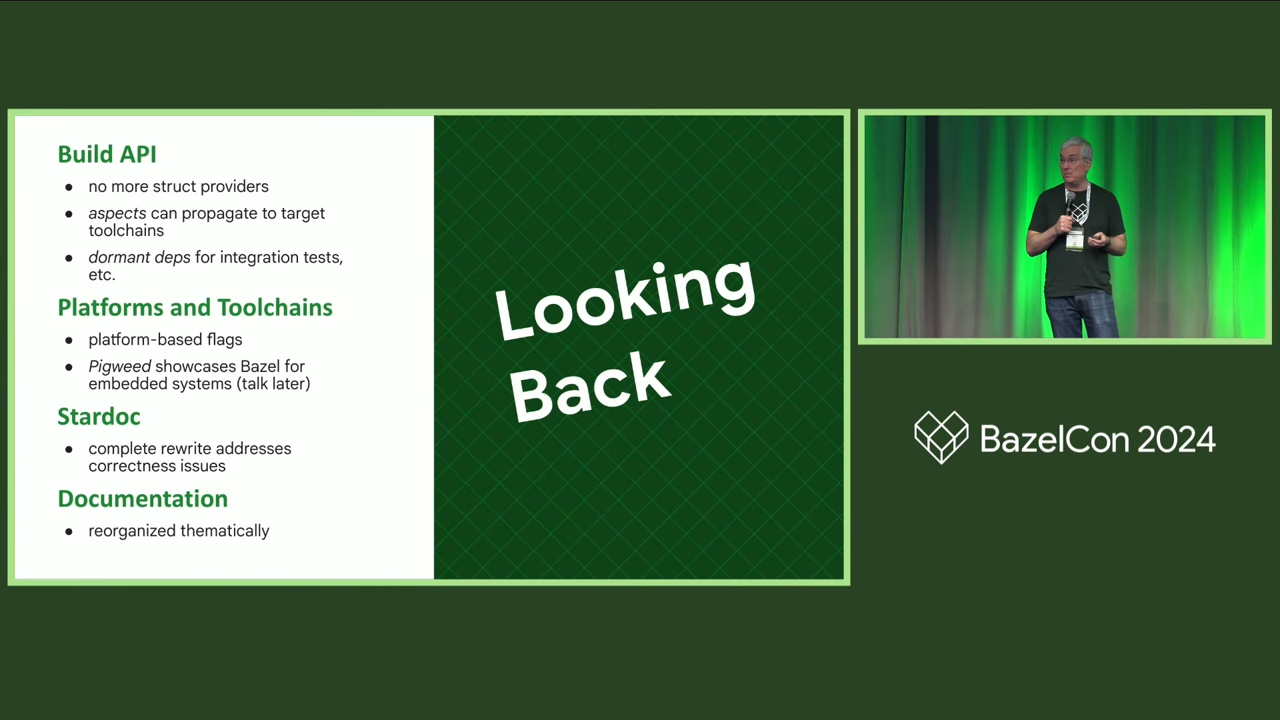 Build API
● no more struct providers
● aspects can propagate to target
toolchains
● dormant deps for integration tests,
etc.
Platforms and Toolchains
● platform-based flags
● Pigweed showcases Bazel for
embedded systems (talk later)
Stardoc
● complete rewrite addresses
correctness issues
Documentation
● reorganized thematically
Looking
Back
BazelCon 2024